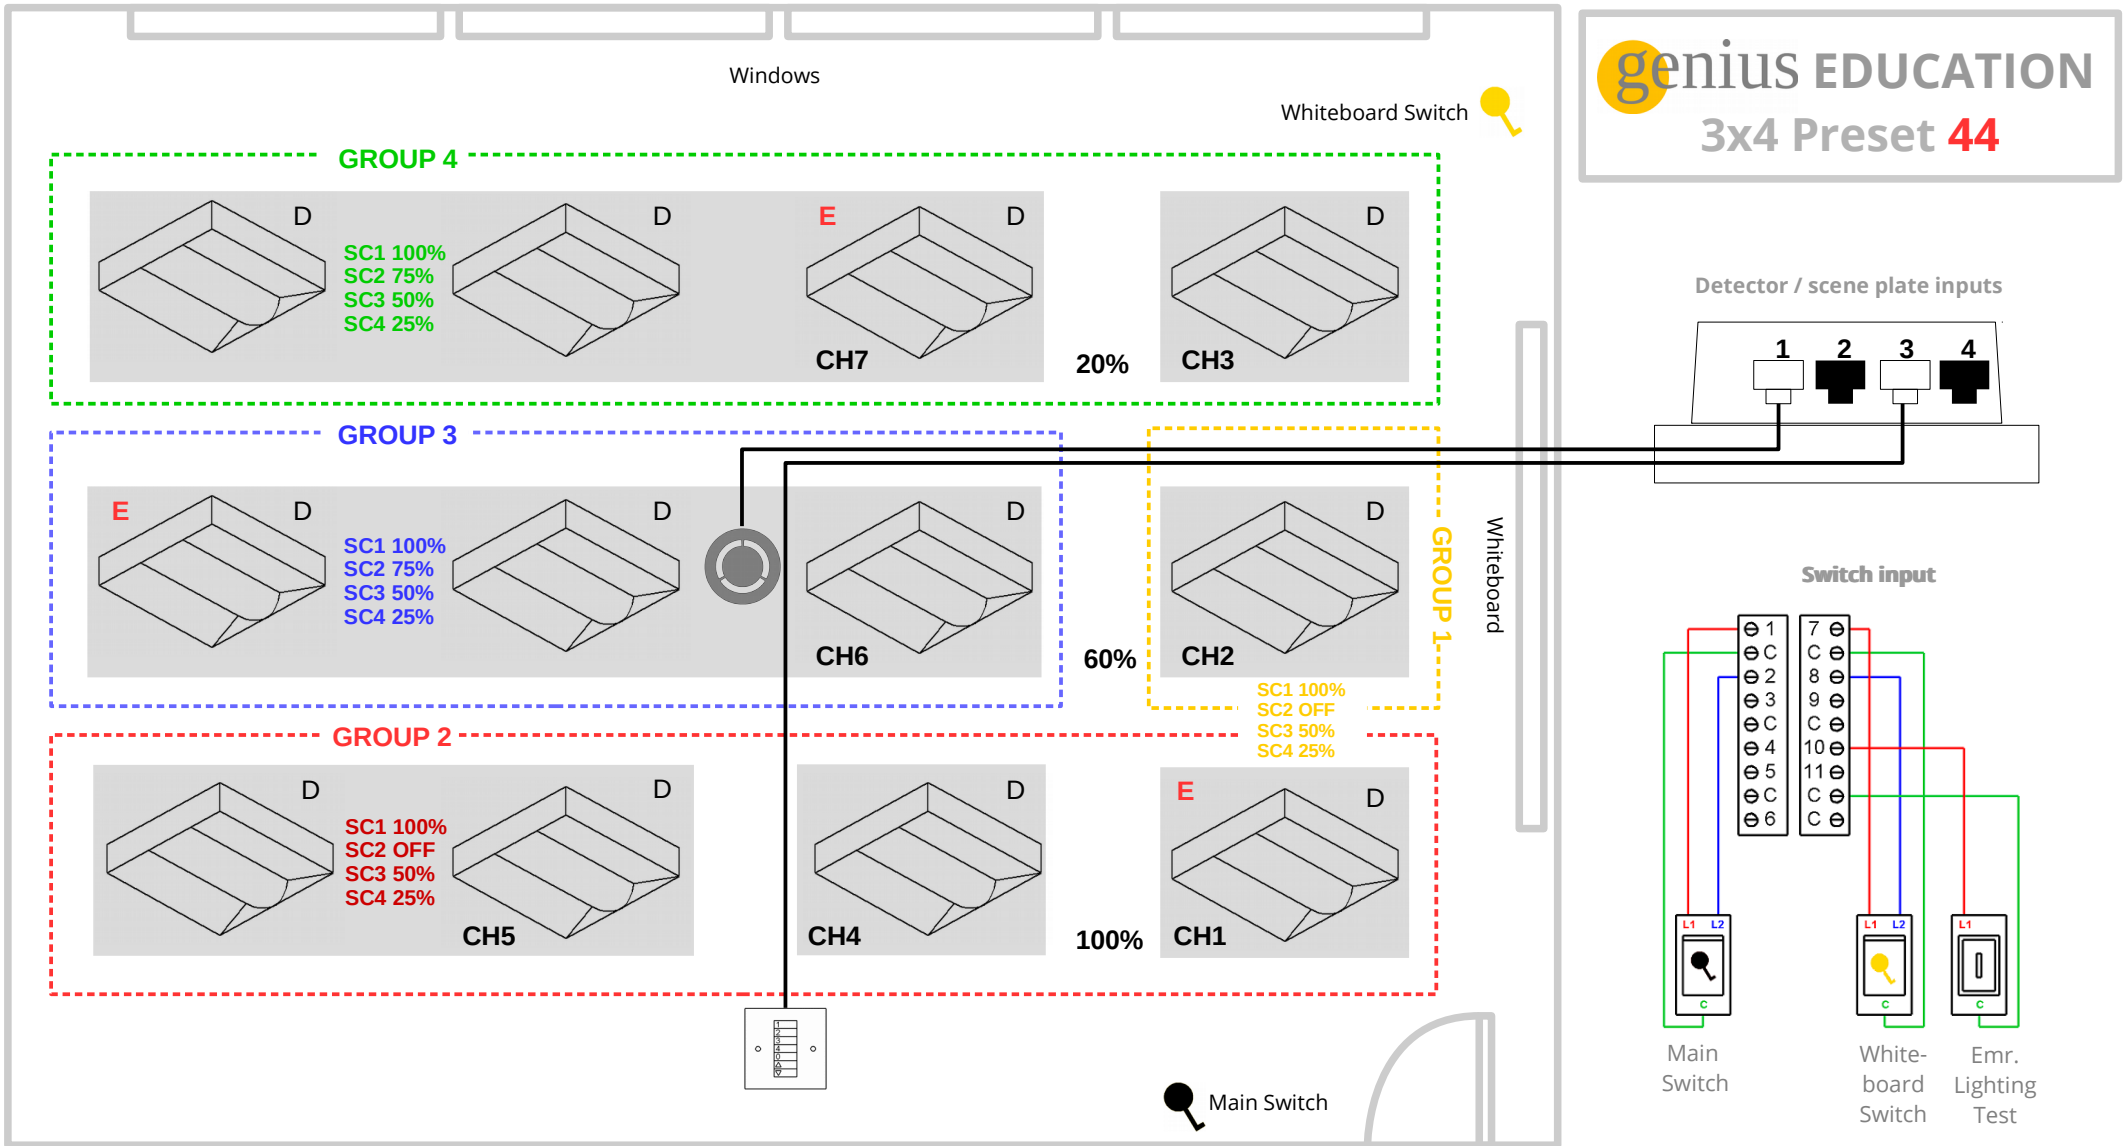 Windows
Whiteboard Switch
genius EDUCATION
3x4 Preset 44
GROUP 4
D
D
E
D
D
SC1 100%
SC2 75%
SC3 50%
SC4 25%
CH7
20%
CH3
Detector / scene plate inputs
1
2
3
4
GROUP 3
E
D
D
D
D
SC1 100%
SC2 75%
SC3 50%
SC4 25%
CH6
60%
CH2
GROUP 1
Whiteboard
SC1 100%
SC2 OFF
SC3 50%
SC4 25%
GROUP 2
D
D
D
E
D
SC1 100%
SC2 OFF
SC3 50%
SC4 25%
CH5
CH4
100%
CH1
1
2
3
4
0
Main Switch
Switch input
1
C
2
3
C
4
5
C
6
7
C
8
9
C
10
11
C
C
L1 L2
C
L1 L2
C
L1
C
Main
Switch
White-
board
Switch
Emr.
Lighting
Test